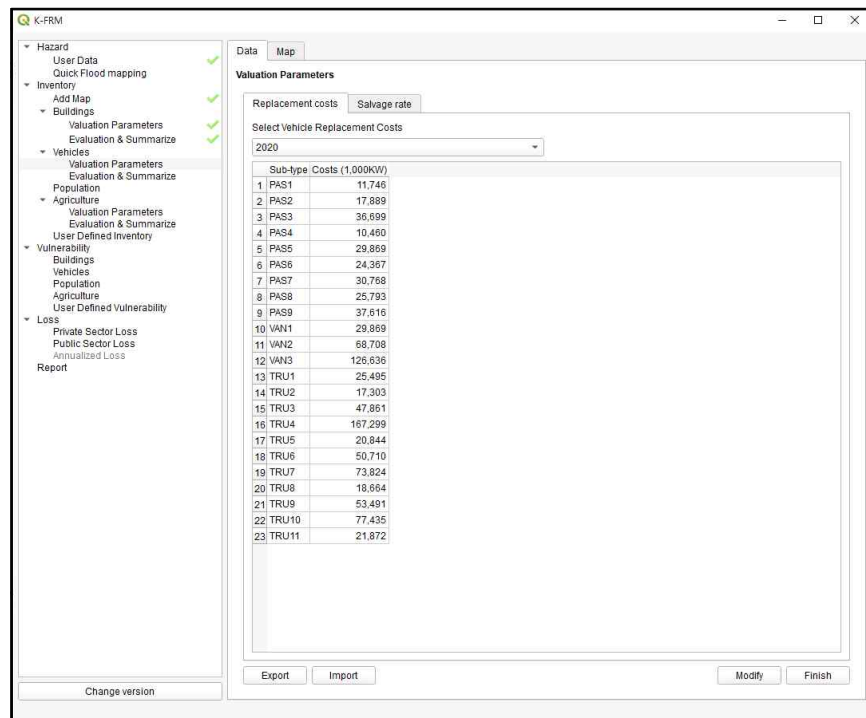 K-FRM
Hazard
User Data
Quick Flood mapping
Inventory
Add Map
Buildings
Valuation Parameters
Evaluation & Summarize
Vehicles
Valuation Parameters
Evaluation & Summarize
Population
Agriculture
Valuation Parameters
Evaluation & Summarize
User Defined Inventory
Vulnerability
Buildings
Vehicles
Population
Agriculture
User Defined Vulnerability
Loss
Private Sector Loss
Public Sector Loss
Annualized Loss
Report
Change version
Data Map
Valuation Parameters
Replacement costs Salvage rate
Select Vehicle Replacement Costs
2020
Sub-type Costs (1,000KW)
1 PAS1 11,746
2 PAS2 17,889
3 PAS3 36,699
4 PAS4 10,460
5 PAS5 29,869
6 PAS6 24,367
7 PAS7 30,768
8 PAS8 25,793
9 PAS9 37,616
10 VAN1 29,869
11 VAN2 68,708
12 VAN3 126,636
13 TRU1 25,495
14 TRU2 17,303
15 TRU3 47,861
16 TRU4 167,299
17 TRU5 20,844
18 TRU6 50,710
19 TRU7 73,824
20 TRU8 18,664
21 TRU9 53,491
22 TRU10 77,435
23 TRU11 21,872
Export Import Modify Finish